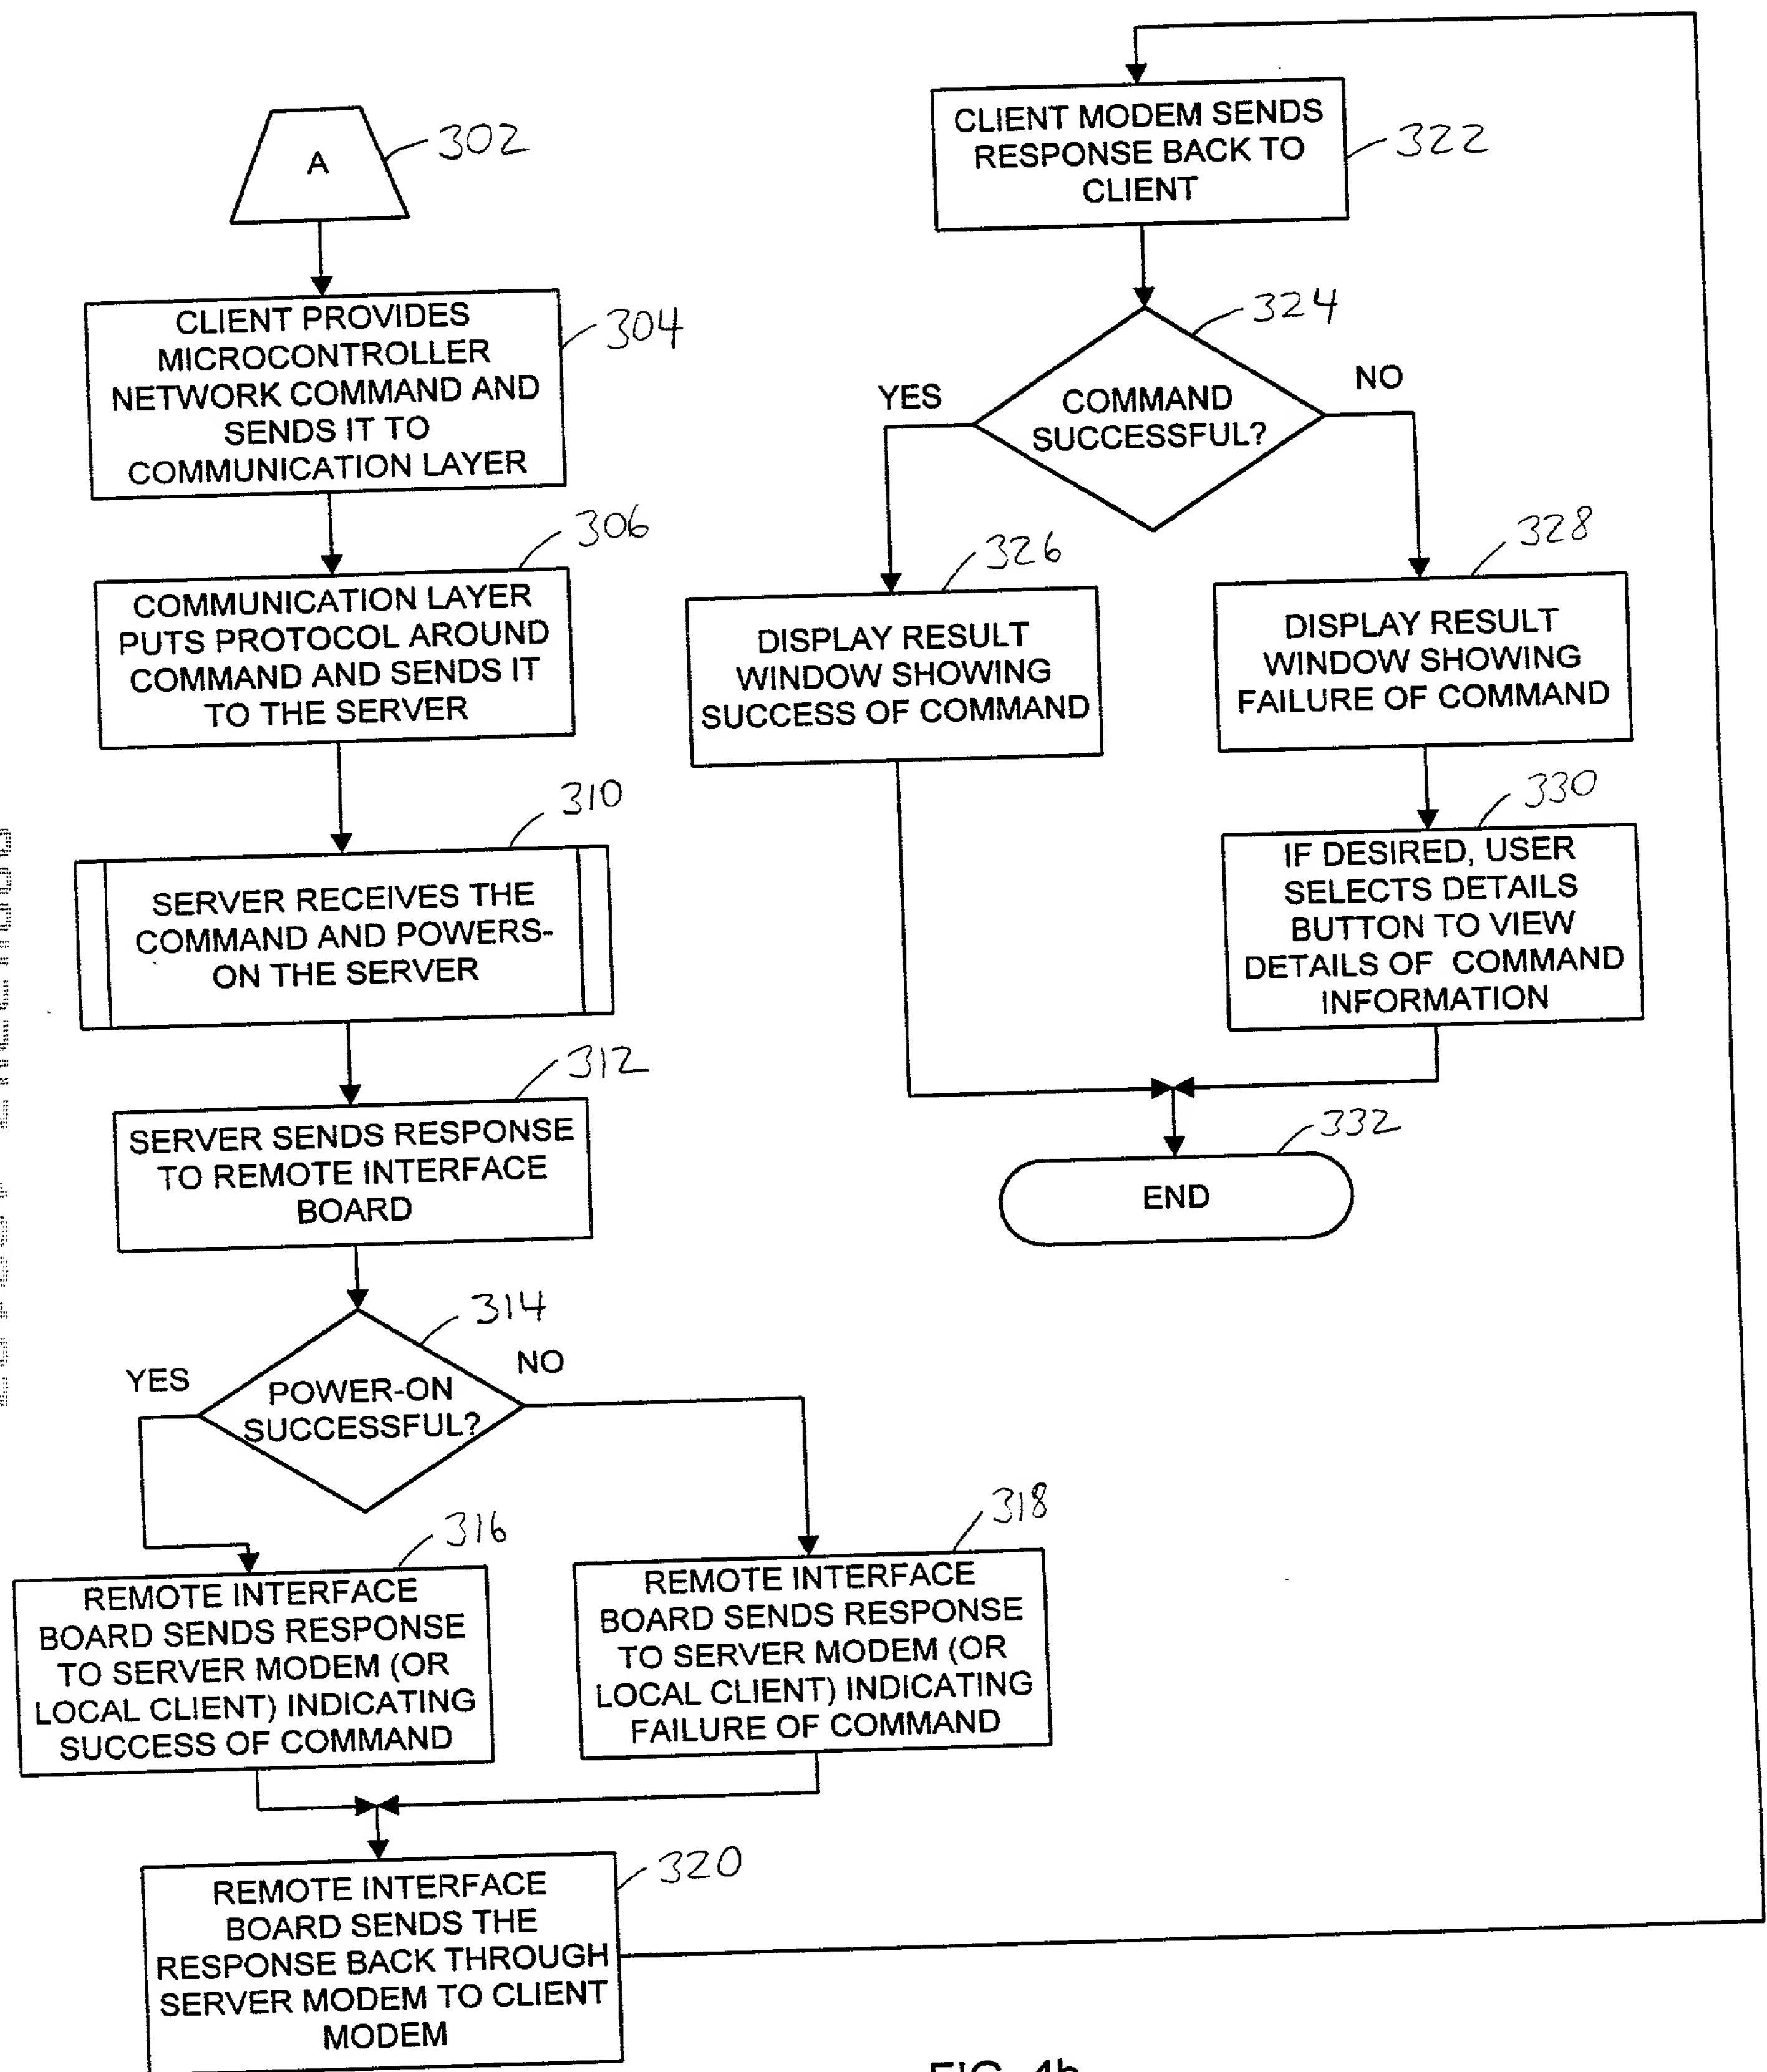 A
302
CLIENT PROVIDES
MICROCONTROLLER
NETWORK COMMAND AND
SENDS IT TO
COMMUNICATION LAYER
304
COMMUNICATION LAYER
PUTS PROTOCOL AROUND
COMMAND AND SENDS IT
TO THE SERVER
306
SERVER RECEIVES THE
COMMAND AND POWERS-
ON THE SERVER
310
SERVER SENDS RESPONSE
TO REMOTE INTERFACE
BOARD
312
POWER-ON
SUCCESSFUL?
314
YES
NO
REMOTE INTERFACE
BOARD SENDS RESPONSE
TO SERVER MODEM (OR
LOCAL CLIENT) INDICATING
SUCCESS OF COMMAND
316
REMOTE INTERFACE
BOARD SENDS RESPONSE
TO SERVER MODEM (OR
LOCAL CLIENT) INDICATING
FAILURE OF COMMAND
318
REMOTE INTERFACE
BOARD SENDS THE
RESPONSE BACK THROUGH
SERVER MODEM TO CLIENT
MODEM
320
CLIENT MODEM SENDS
RESPONSE BACK TO
CLIENT
322
COMMAND
SUCCESSFUL?
324
YES
NO
DISPLAY RESULT
WINDOW SHOWING
SUCCESS OF COMMAND
326
DISPLAY RESULT
WINDOW SHOWING
FAILURE OF COMMAND
328
IF DESIRED, USER
SELECTS DETAILS
BUTTON TO VIEW
DETAILS OF COMMAND
INFORMATION
330
END
332
FIG. 4b